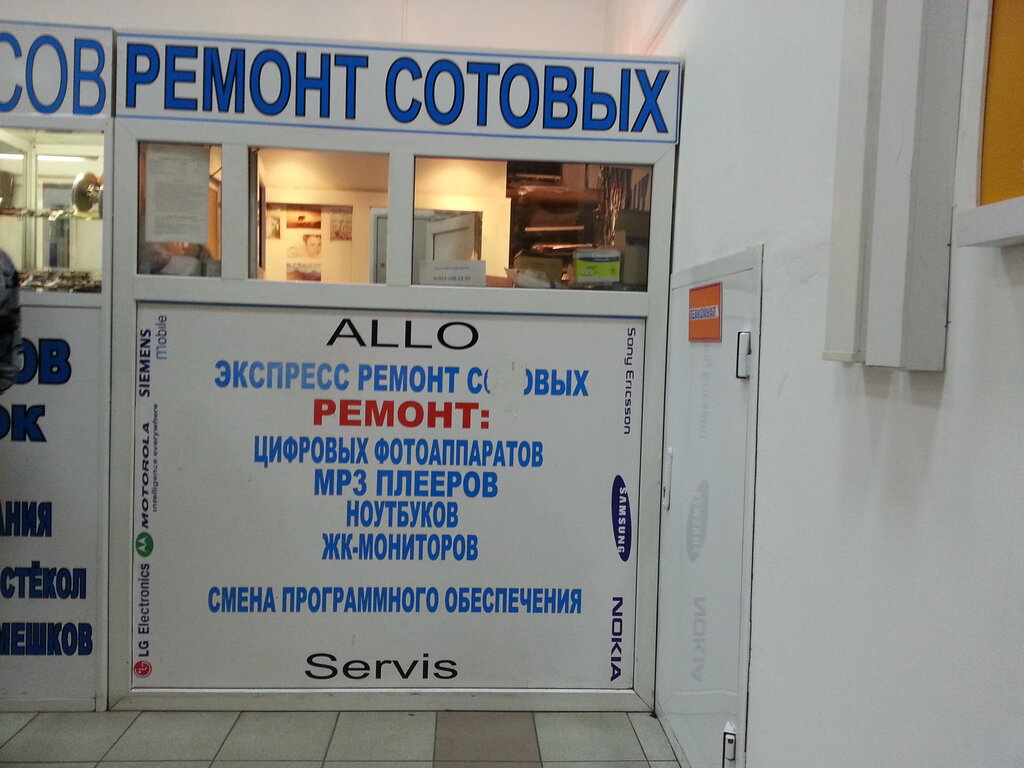 СОВ
РЕМОНТ СОТОВЫХ
ALLO
ЭКСПРЕСС РЕМОНТ СОВЫХ
РЕМОНТ:
ЦИФРОВЫХ ФОТОАППАРАТОВ
МР3 ПЛЕЕРОВ
НОУТБУКОВ
ЖК-МОНИТОРОВ
СМЕНА ПРОГРАММНОГО ОБЕСПЕЧЕНИЯ
Servis
LG Electronics
MOTOROLA
intelligence everywhere
SIEMENS
mobile
Sony Ericsson
SAMSUNG
NOKIA
ОВ
ОК
АНИЯ
СТЁКОЛ
МЕШКОВ